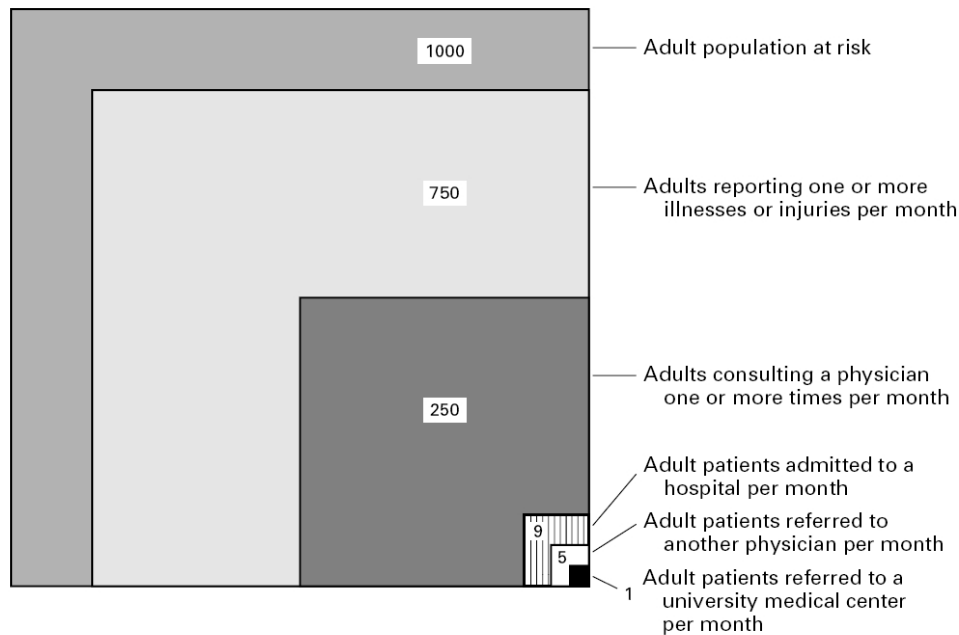 1000
Adult population at risk
750
Adults reporting one or more
illnesses or injuries per month
Adults consulting a physician
one or more times per month
250
Adult patients admitted to a
hospital per month
9
Adult patients referred to
another physician per month
5
1
Adult patients referred to a
university medical center
per month